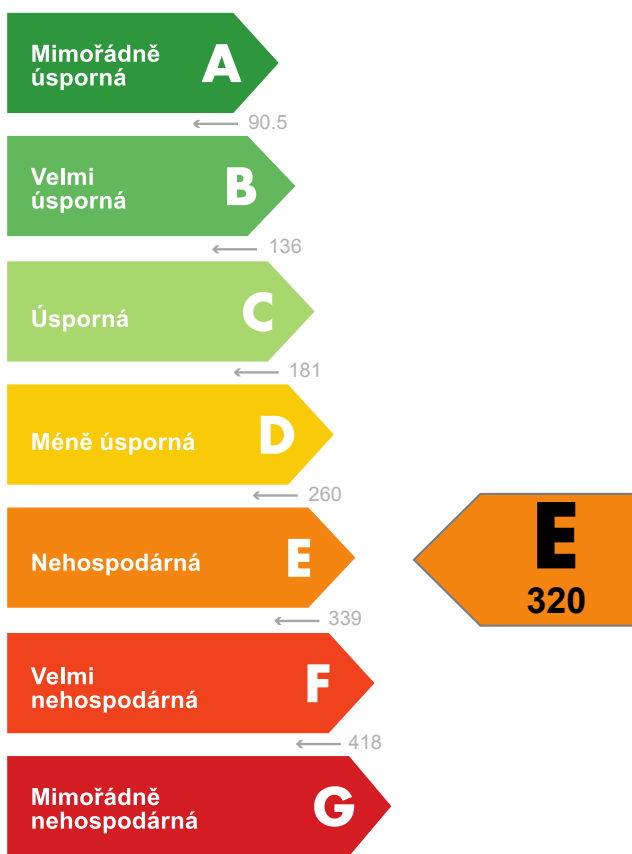 Mimořádně
úsporná
A
← 90.5
Velmi
úsporná
B
← 136
Úsporná
C
← 181
Méně úsporná
D
← 260
Nehospodárná
E
← 339
E
320
Velmi
nehospodárná
F
← 418
Mimořádně
nehospodárná
G